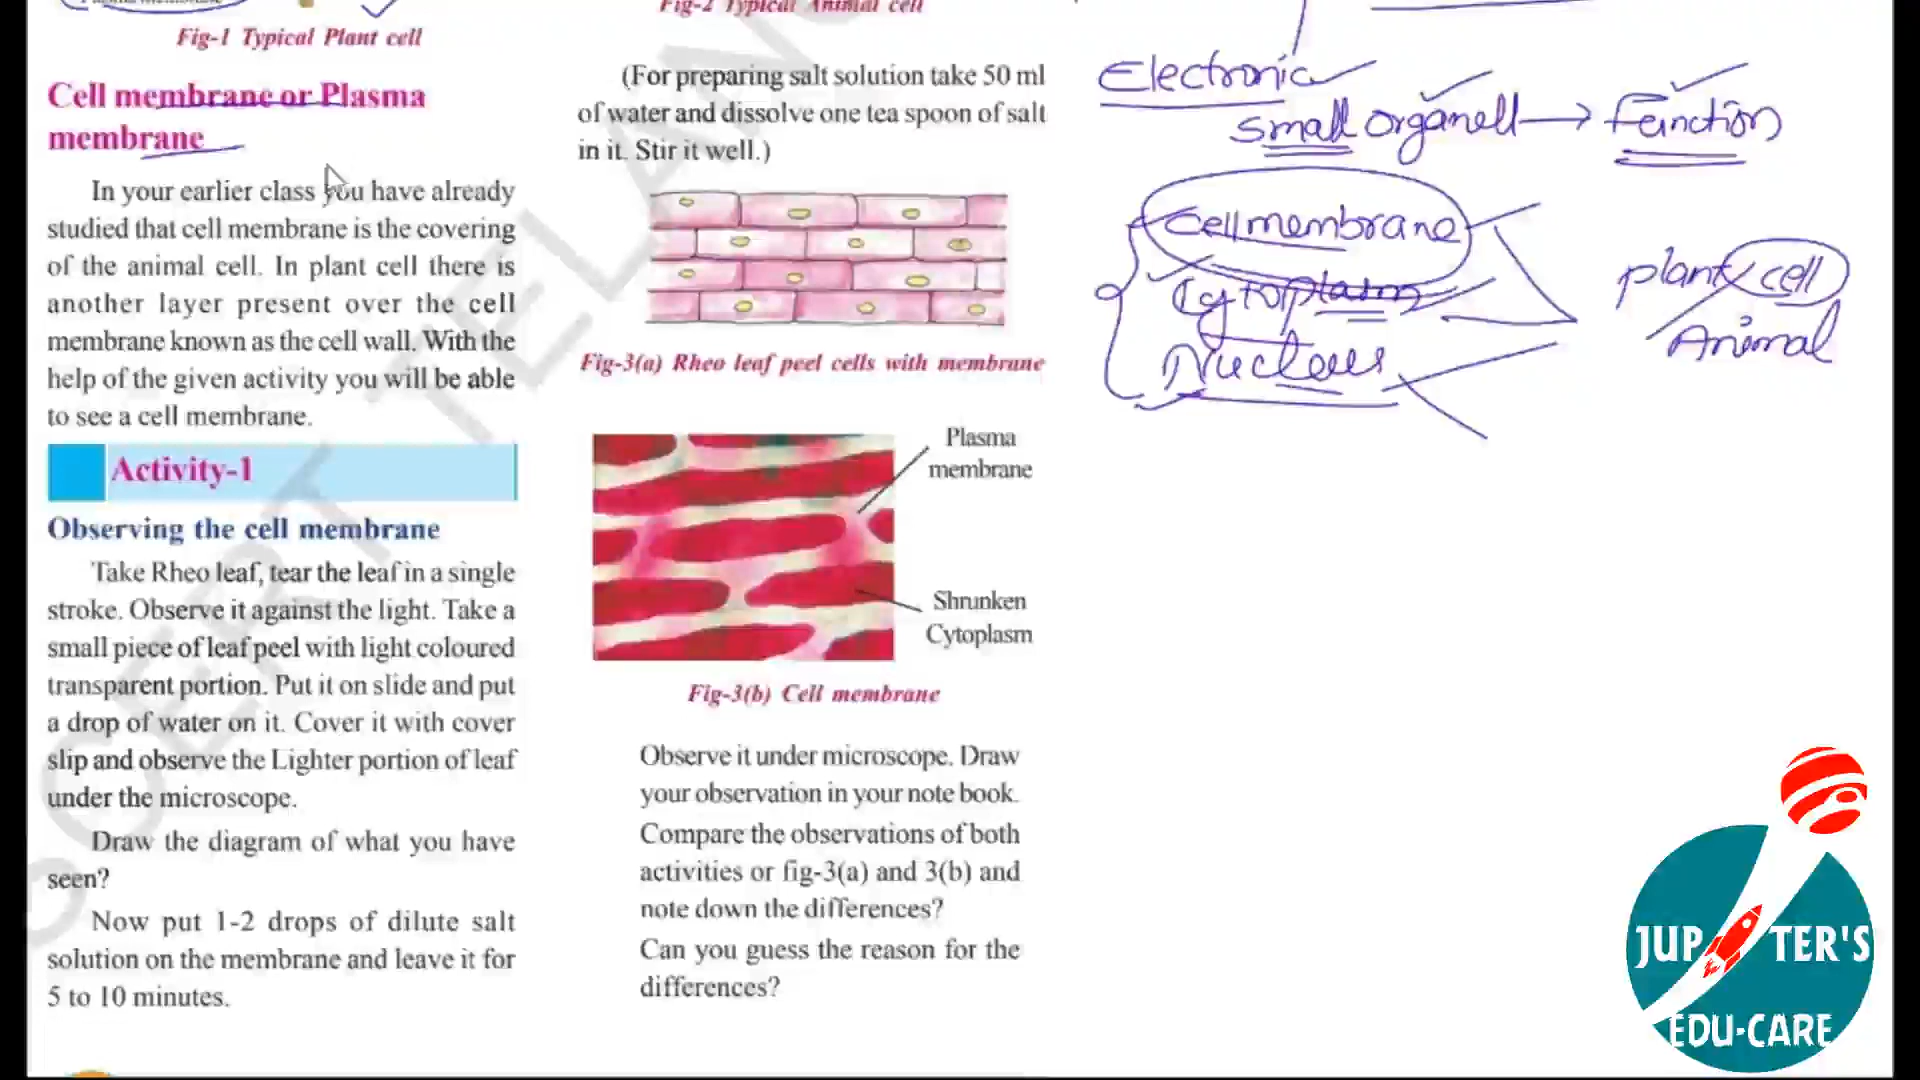 Fig-1 Typical Plant cell
Cell membrane or Plasma
membrane
In your earlier class you have already
studied that cell membrane is the covering
of the animal cell. In plant cell there is
another layer present over the cell
membrane known as the cell wall. With the
help of the given activity you will be able
to see a cell membrane.
Activity-1
Observing the cell membrane
Take Rheo leaf, tear the leaf in a single
stroke. Observe it against the light. Take a
small piece of leaf peel with light coloured
transparent portion. Put it on slide and put
a drop of water on it. Cover it with cover
slip and observe the Lighter portion of leaf
under the microscope.
Draw the diagram of what you have
seen?
Now put 1-2 drops of dilute salt
solution on the membrane and leave it for
5 to 10 minutes.
Fig-2 Typical Animal cell
(For preparing salt solution take 50 ml
of water and dissolve one tea spoon of salt
in it. Stir it well.)
Fig-3(a) Rheo leaf peel cells with membrane
Plasma
membrane
Shrunken
Cytoplasm
Fig-3(b) Cell membrane
Observe it under microscope. Draw
your observation in your note book.
Compare the observations of both
activities or fig-3(a) and 3(b) and
note down the differences?
Can you guess the reason for the
differences?
Electronic
small organell → Function
Cell membrane
Cytoplasm
Nucleus
plant cell
Animal
JUPITER'S
EDU-CARE